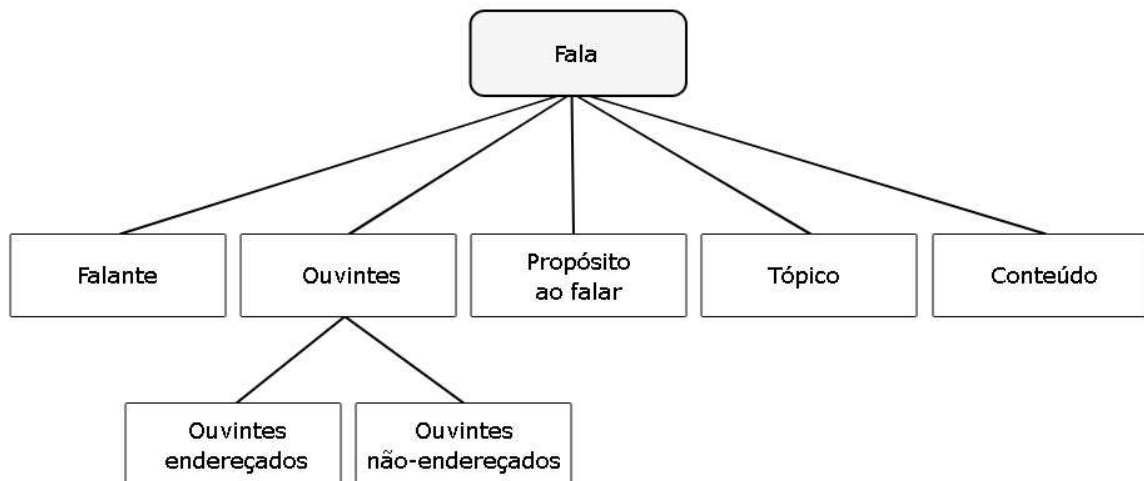 Fala
Falante
Ouvintes
Propósito
ao falar
Tópico
Conteúdo
Ouvintes
endereçados
Ouvintes
não-endereçados